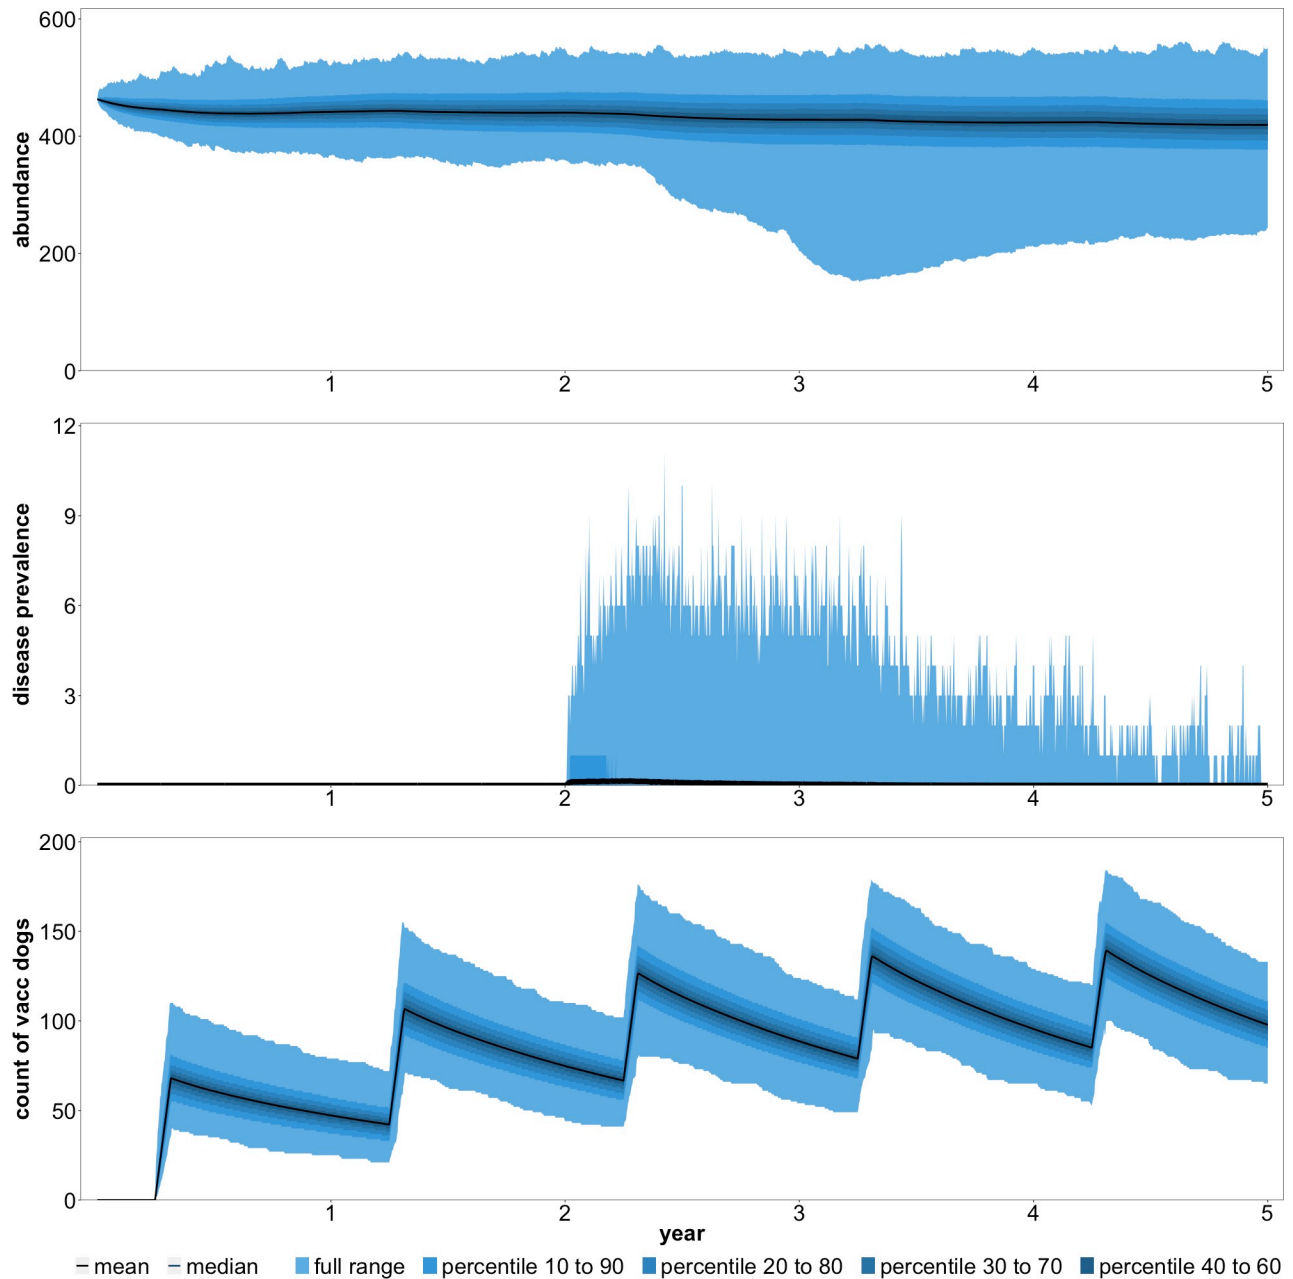 600
400
200
0
abundance
1 2 3 4 5
12
9
6
3
0
disease prevalence
1 2 3 4 5
200
150
100
50
0
count of vacc dogs
1 2 3 4 5
year
mean median full range percentile 10 to 90 percentile 20 to 80 percentile 30 to 70 percentile 40 to 60